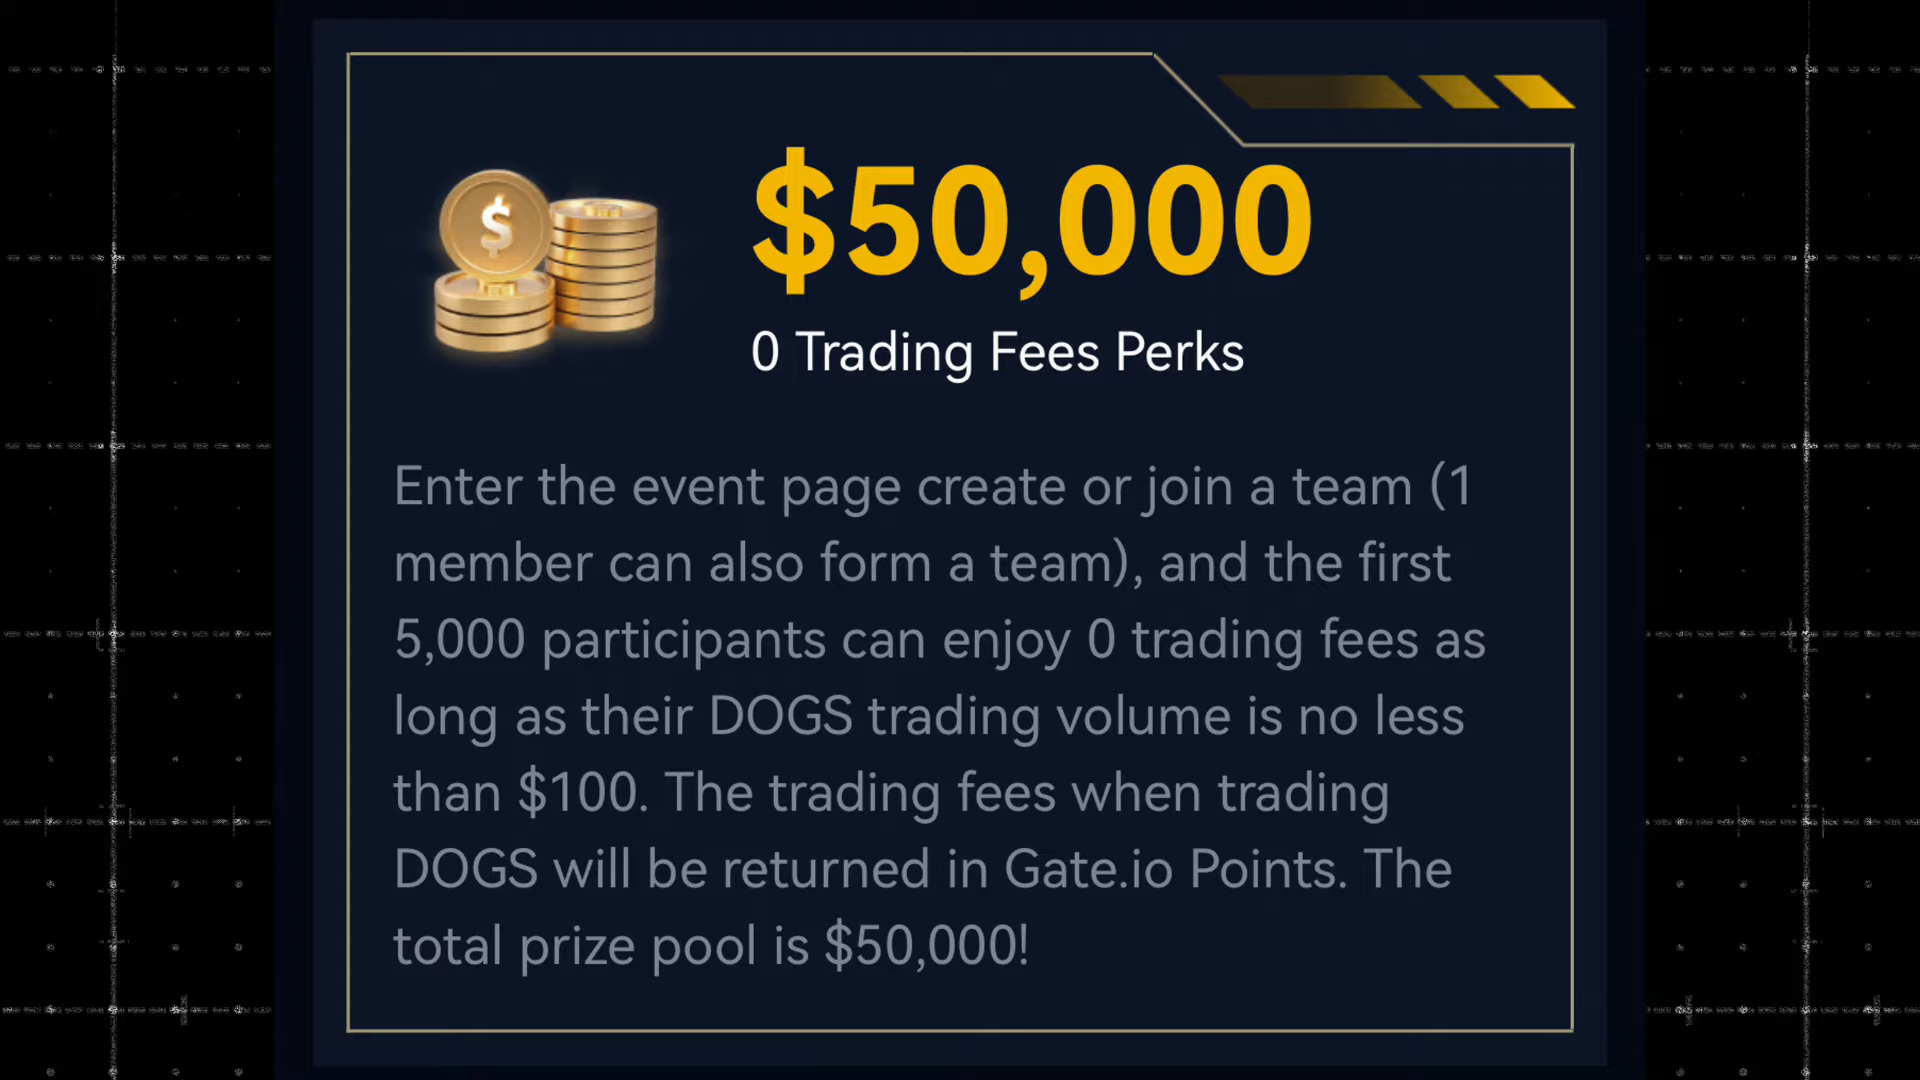 $50,000
0 Trading Fees Perks
Enter the event page create or join a team (1
member can also form a team), and the first
5,000 participants can enjoy 0 trading fees as
long as their DOGS trading volume is no less
than $100. The trading fees when trading
DOGS will be returned in Gate.io Points. The
total prize pool is $50,000!